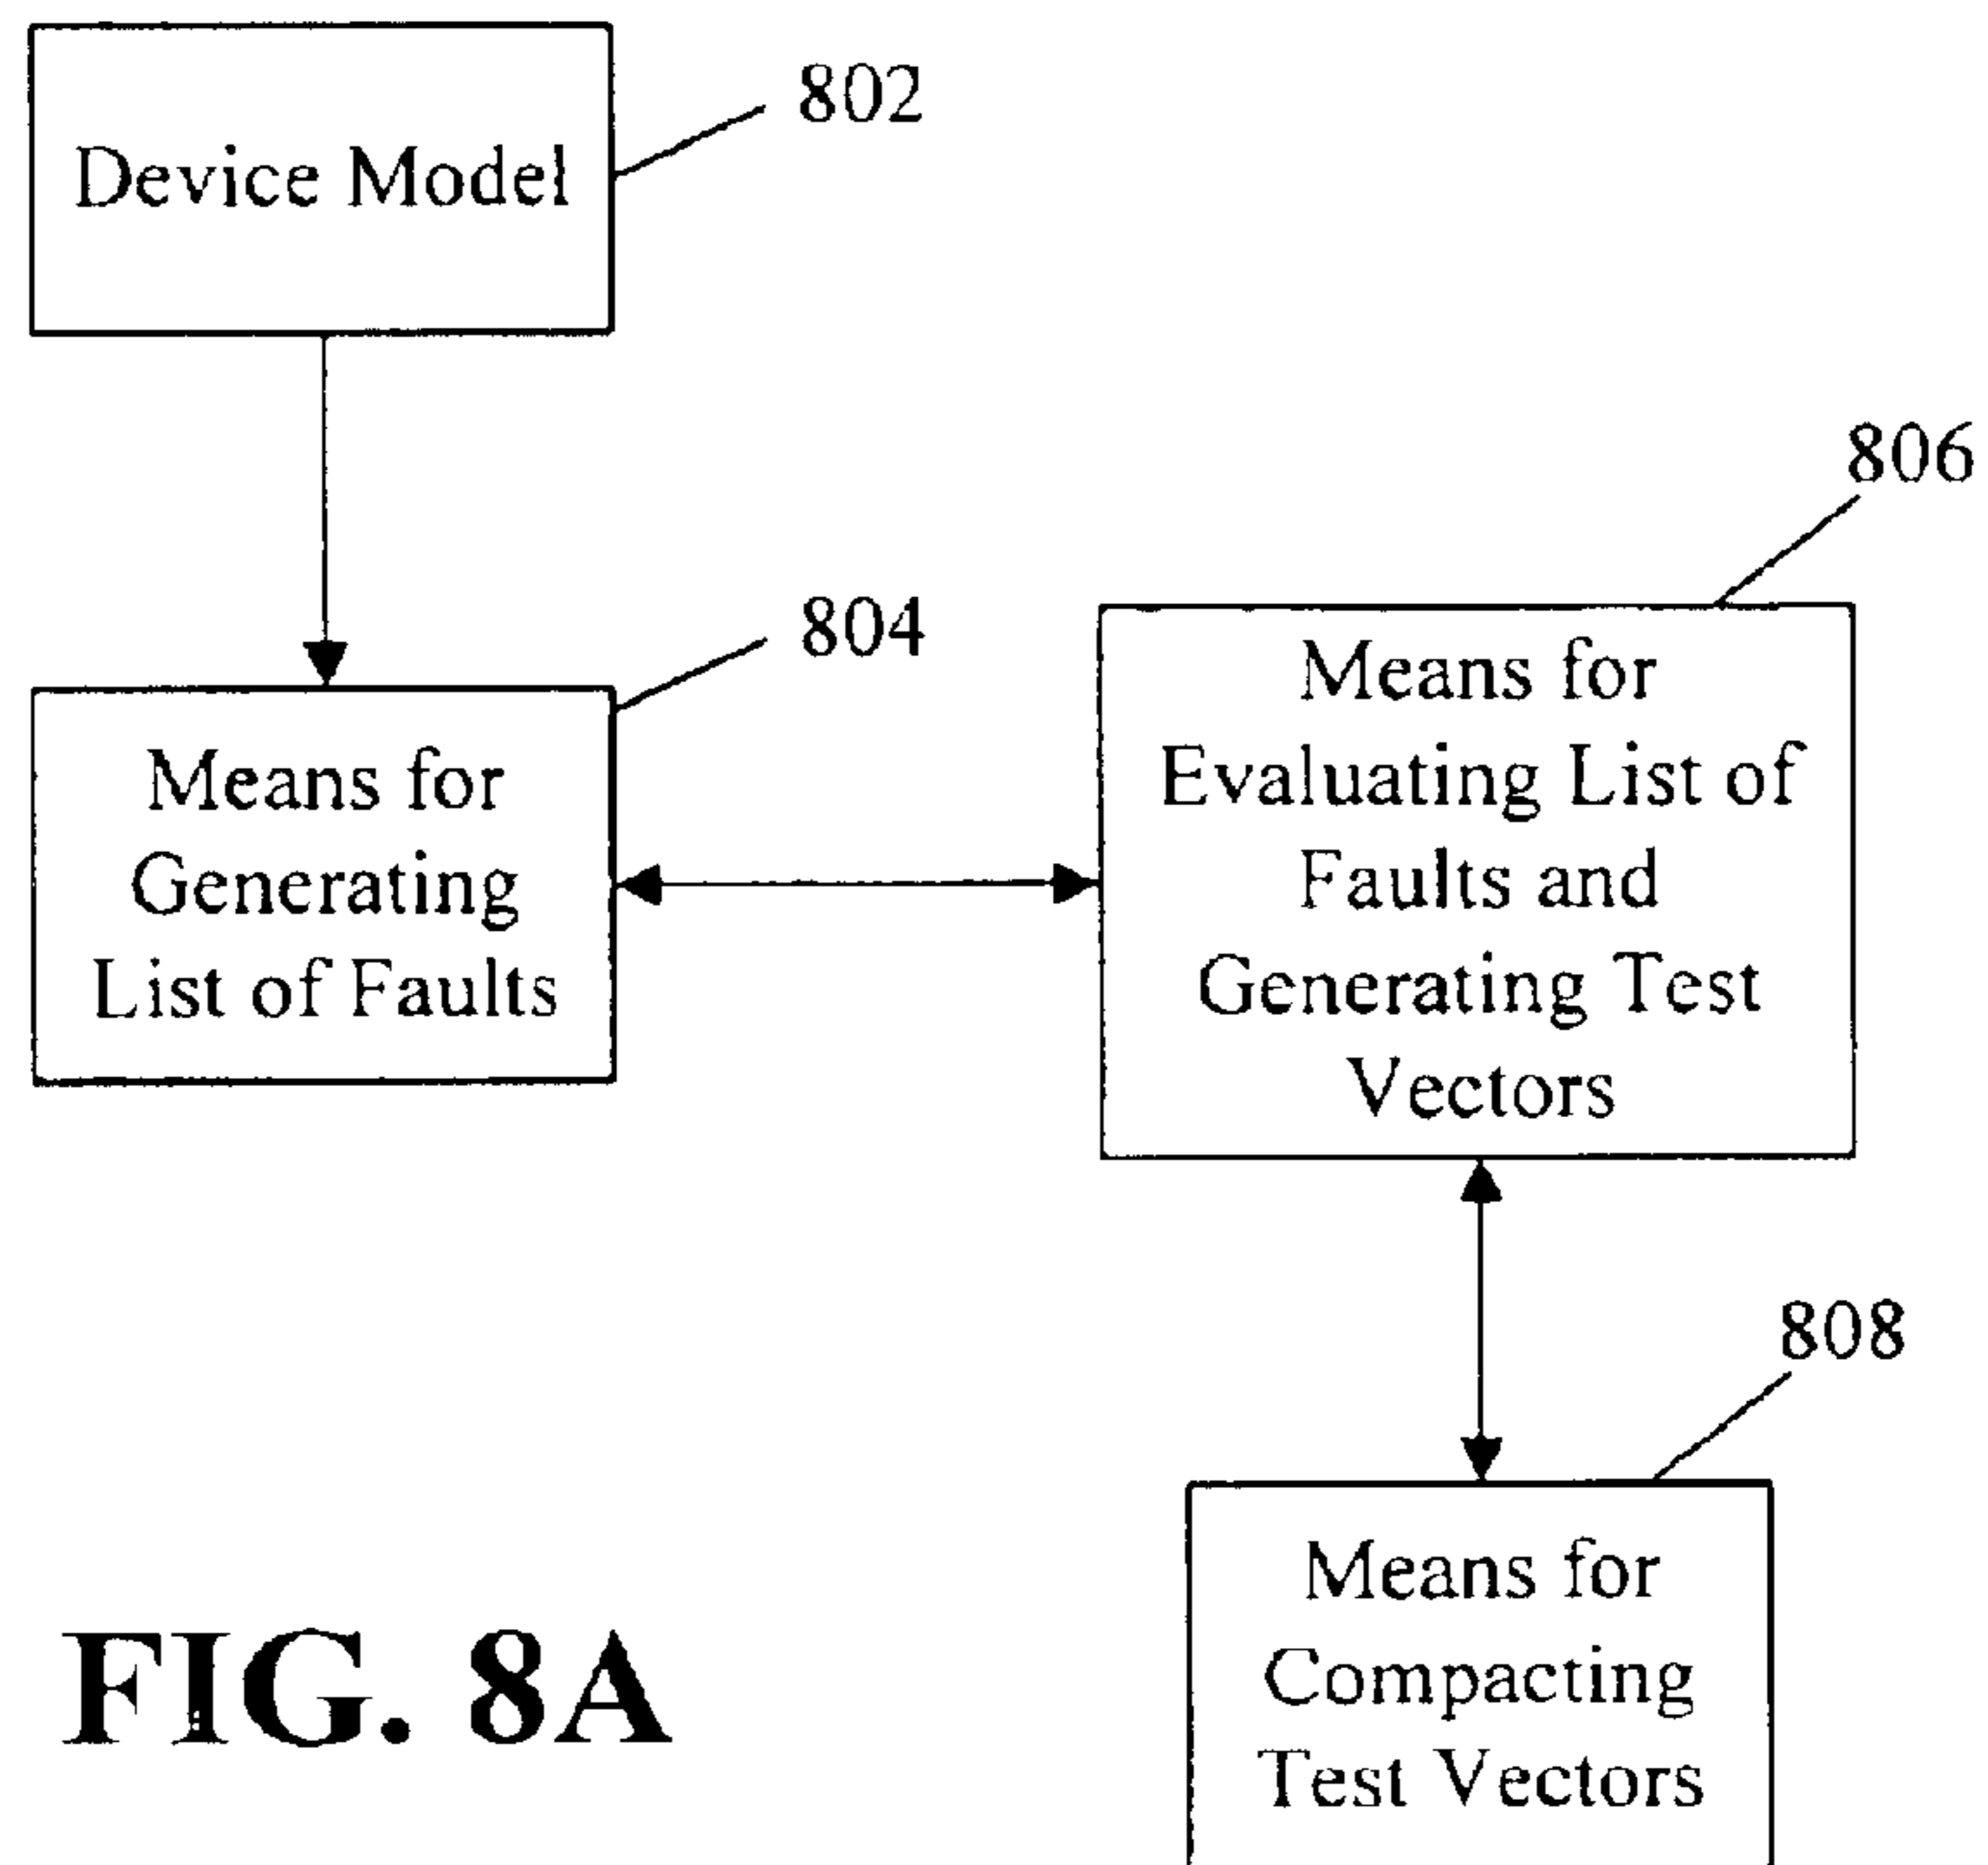 802
Device Model
806
804
Means for
Generating
List of Faults
Means for
Evaluating List of
Faults and
Generating Test
Vectors
808
Means for
Compacting
Test Vectors
FIG. 8A